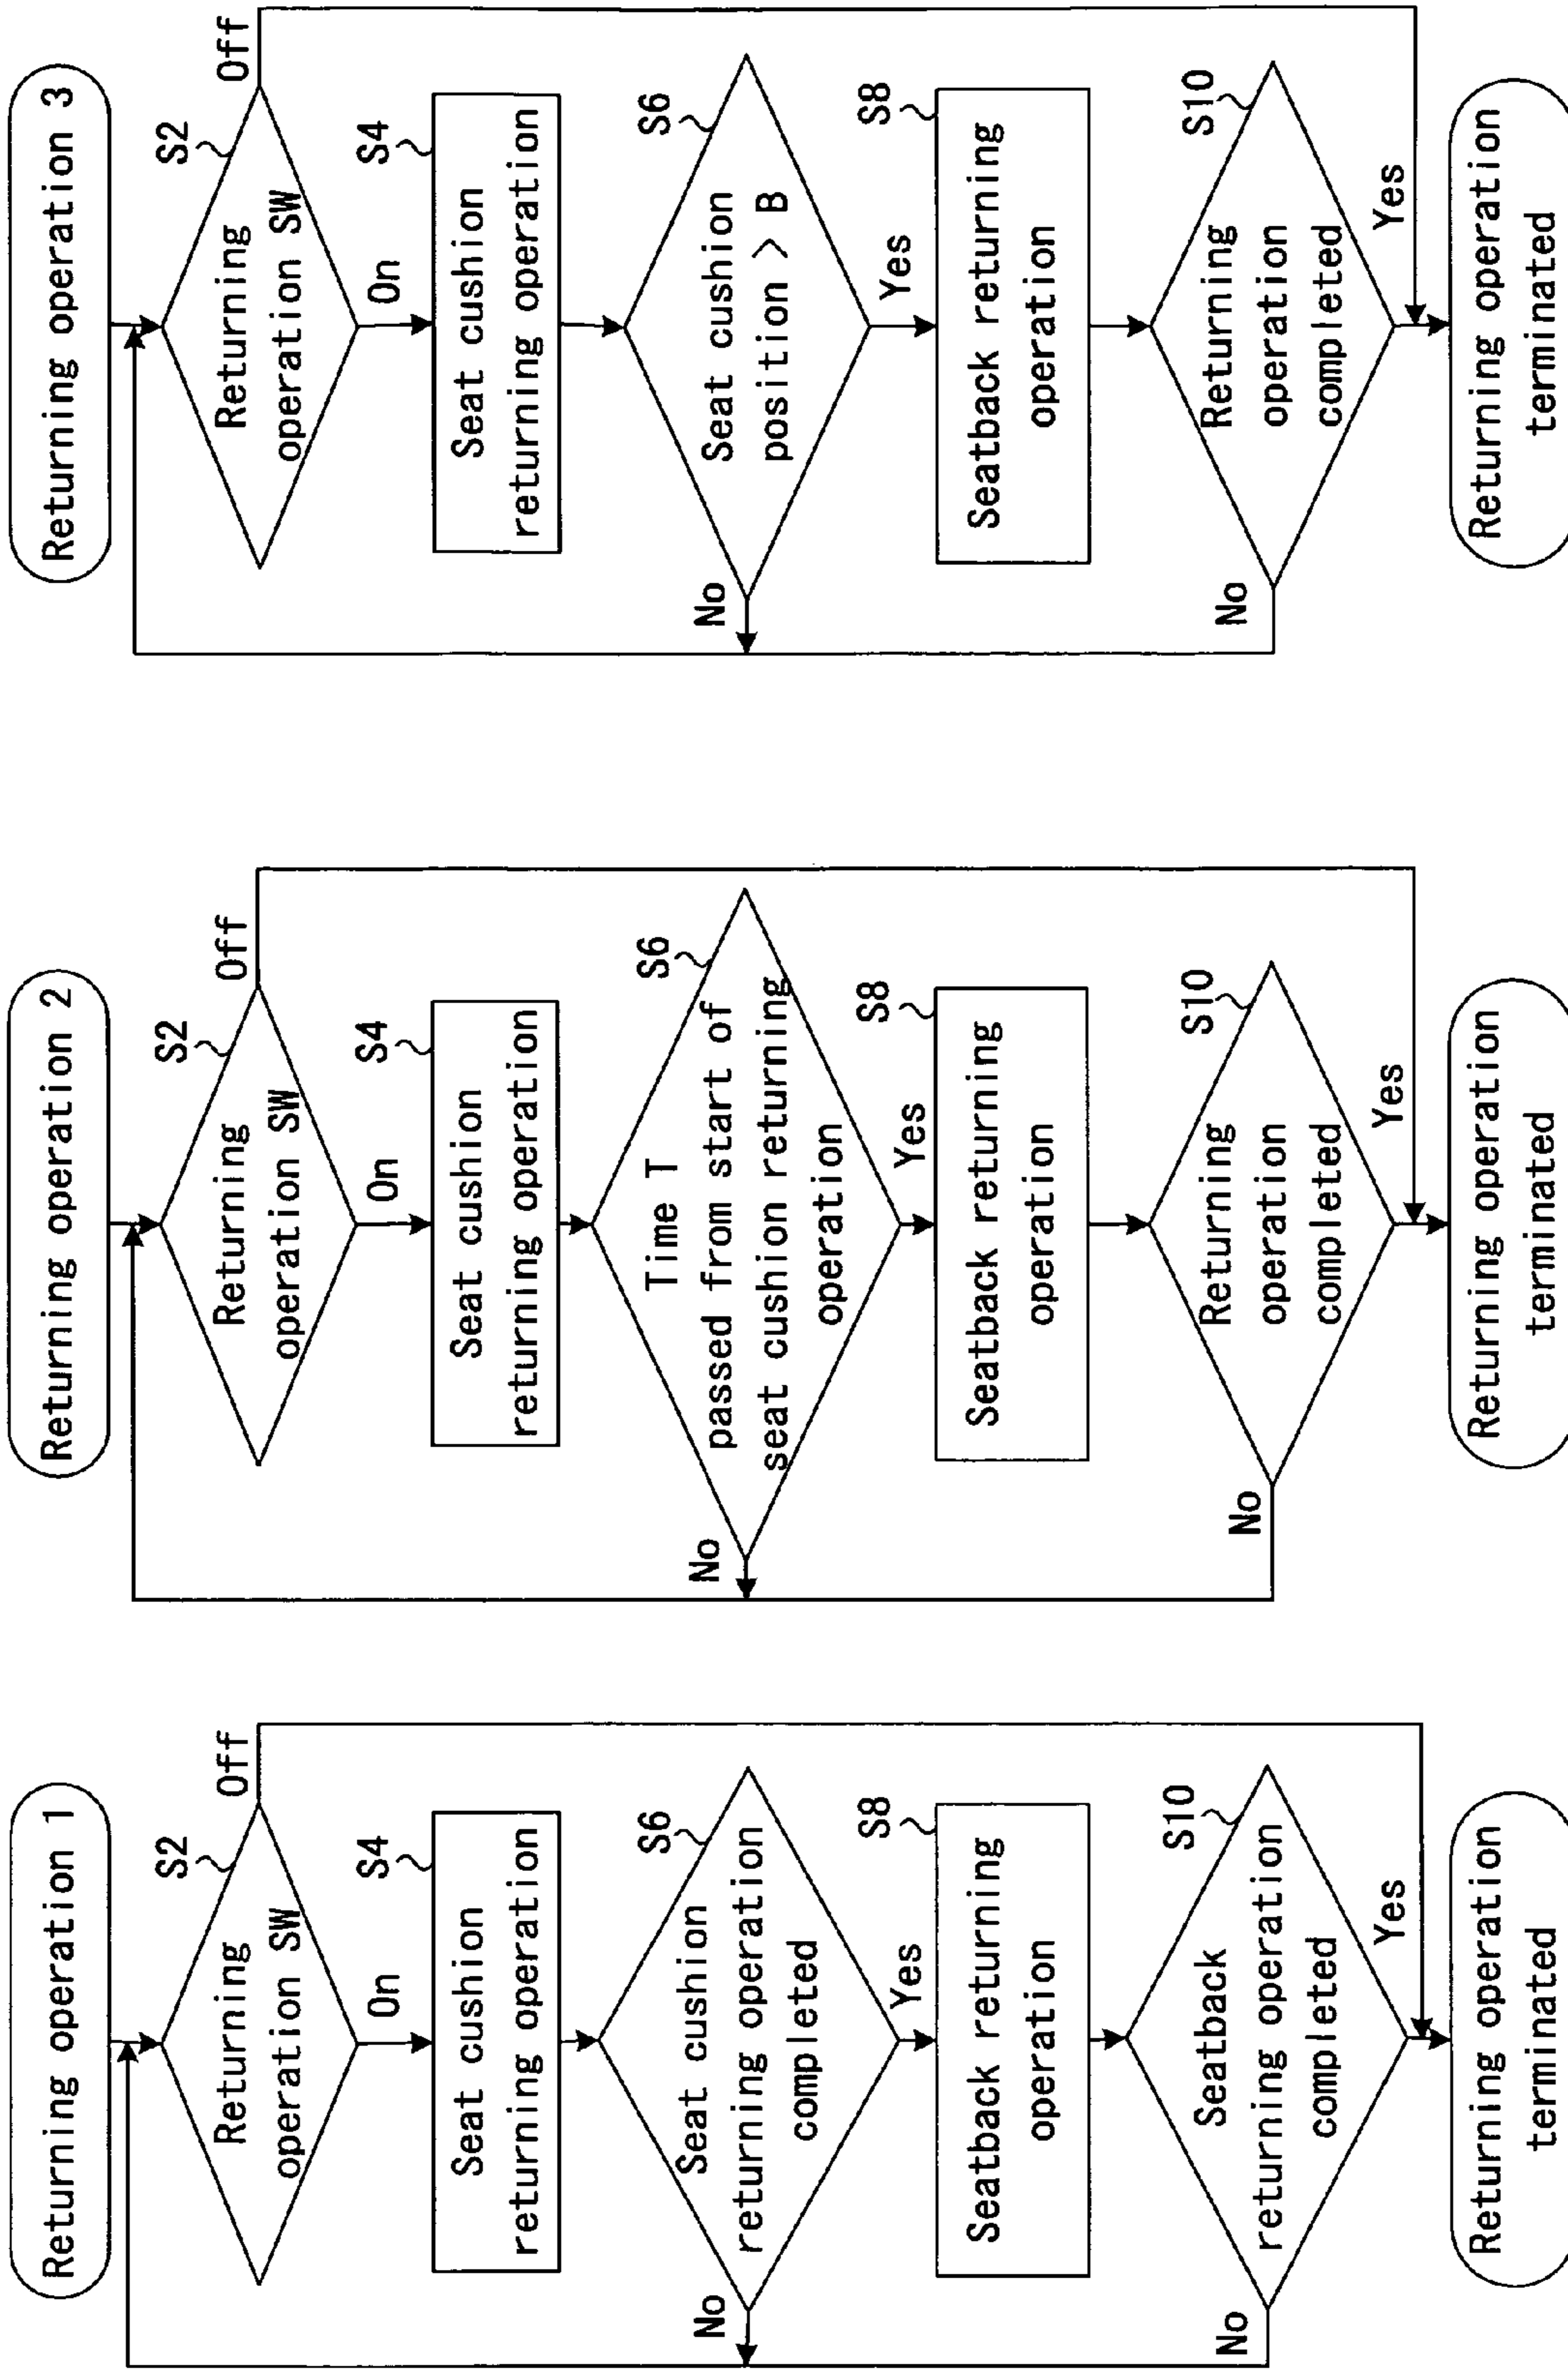 Returning operation 1
S2
Returning
operation SW
Off
On
S4
Seat cushion
returning operation
S6
Seat cushion
returning operation
completed
No
Yes
S8
Seatback returning
operation
S10
Seatback
returning operation
completed
No
Yes
Returning operation
terminated
Returning operation 2
S2
Returning
operation SW
Off
On
S4
Seat cushion
returning operation
S6
Time T
passed from start of
seat cushion returning
operation
No
Yes
S8
Seatback returning
operation
S10
Returning
operation
completed
No
Yes
Returning operation
terminated
Returning operation 3
S2
Returning
operation SW
Off
On
S4
Seat cushion
returning operation
S6
Seat cushion
position > B
No
Yes
S8
Seatback returning
operation
S10
Returning
operation
completed
No
Yes
Returning operation
terminated